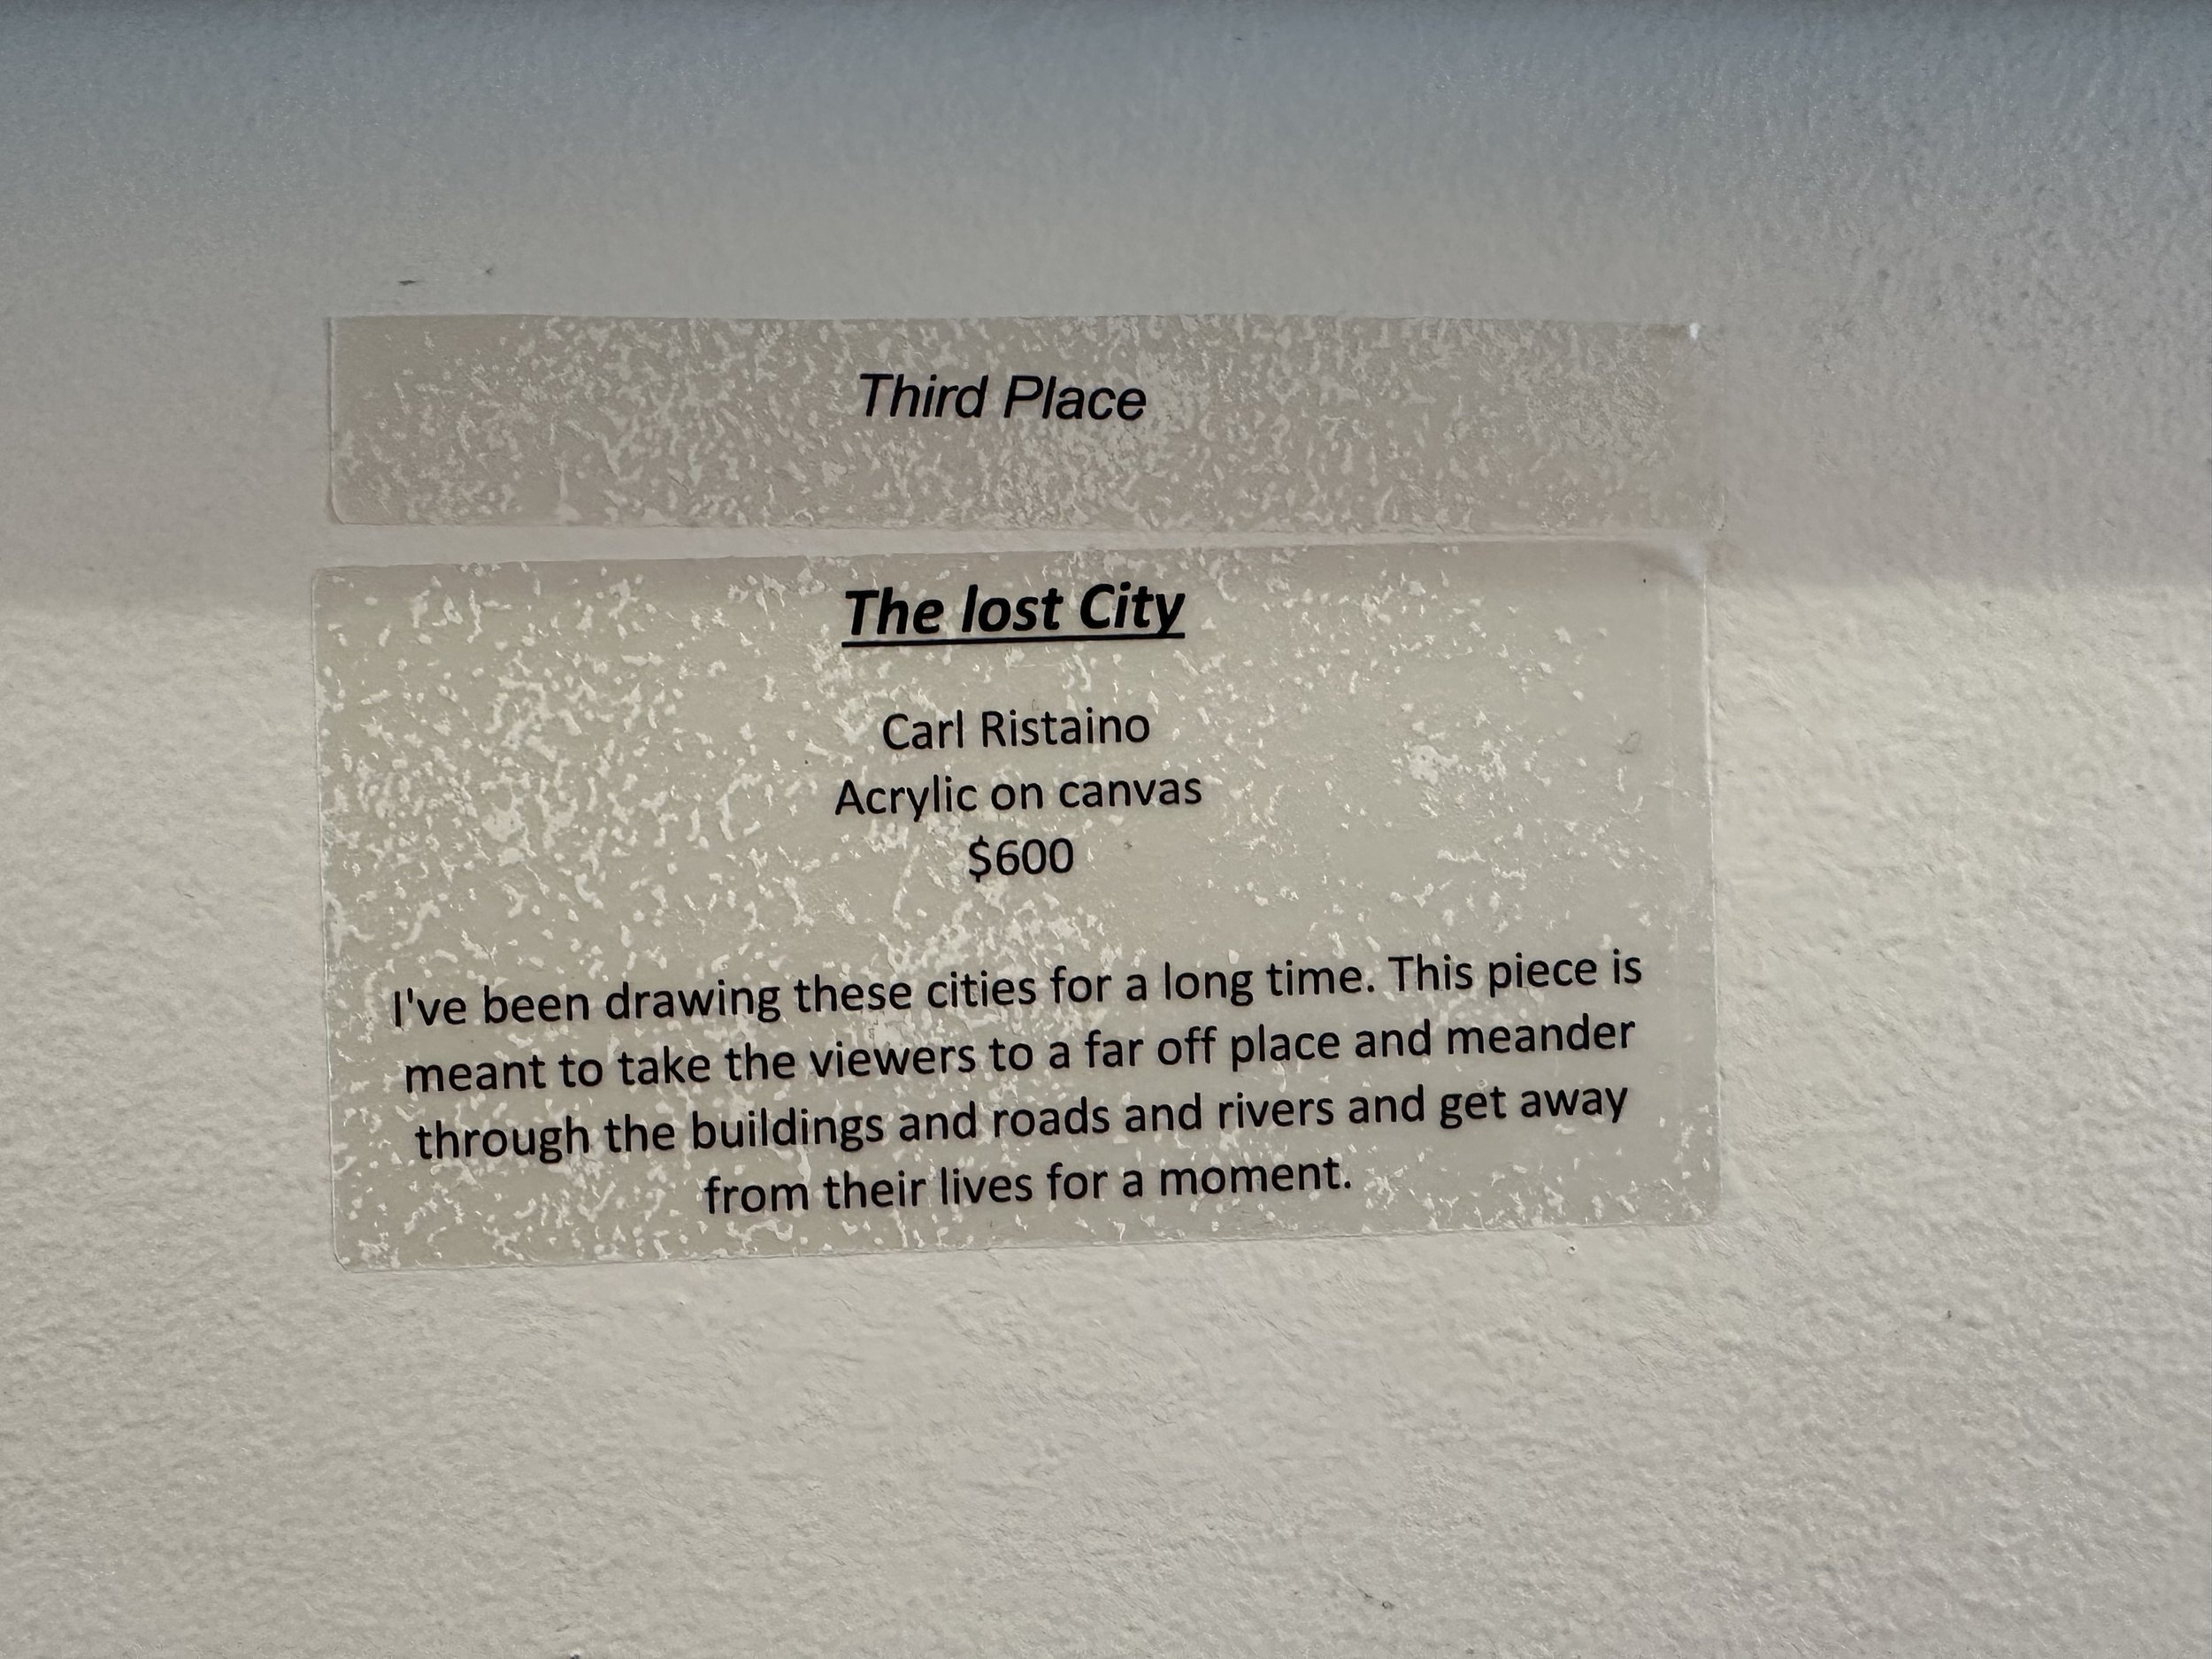 Third Place
The lost City
Carl Ristaino
Acrylic on canvas
$600
I've been drawing these cities for a long time. This piece is
meant to take the viewers to a far off place and meander
through the buildings and roads and rivers and get away
from their lives for a moment.